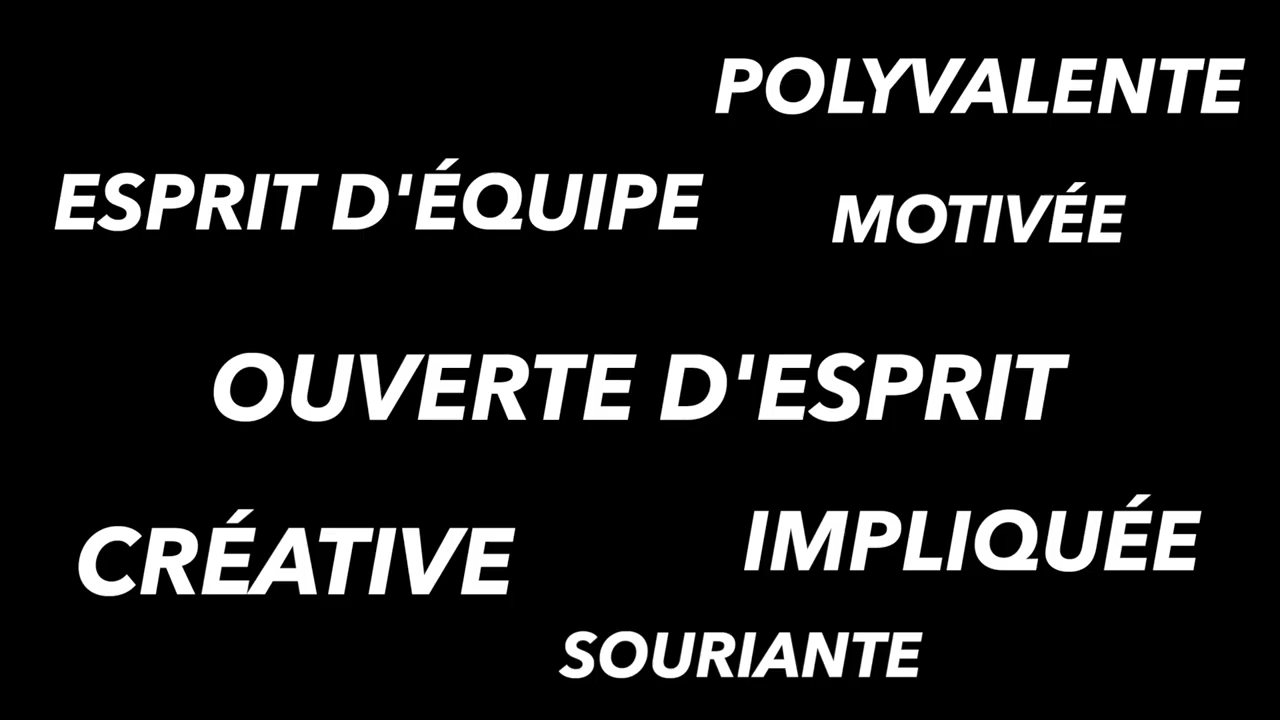 POLYVALENTE
ESPRIT D'ÉQUIPE
MOTIVÉE
OUVERTE D'ESPRIT
CRÉATIVE
IMPLIQUÉE
SOURIANTE